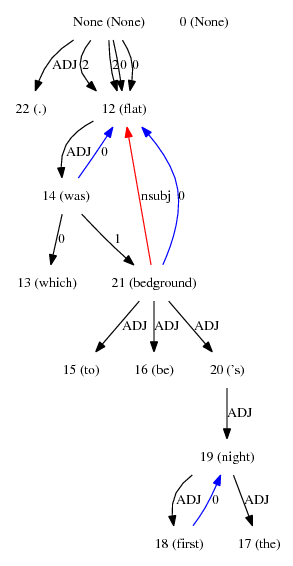 None (None) 0 (None)
ADJ 2 2 0 0
22 (.) 12 (flat)
ADJ 0
14 (was) nsubj 0
0 1
13 (which) 21 (bedground)
ADJ ADJ ADJ
15 (to) 16 (be) 20 ('s)
ADJ
19 (night)
ADJ 0 ADJ
18 (first) 17 (the)